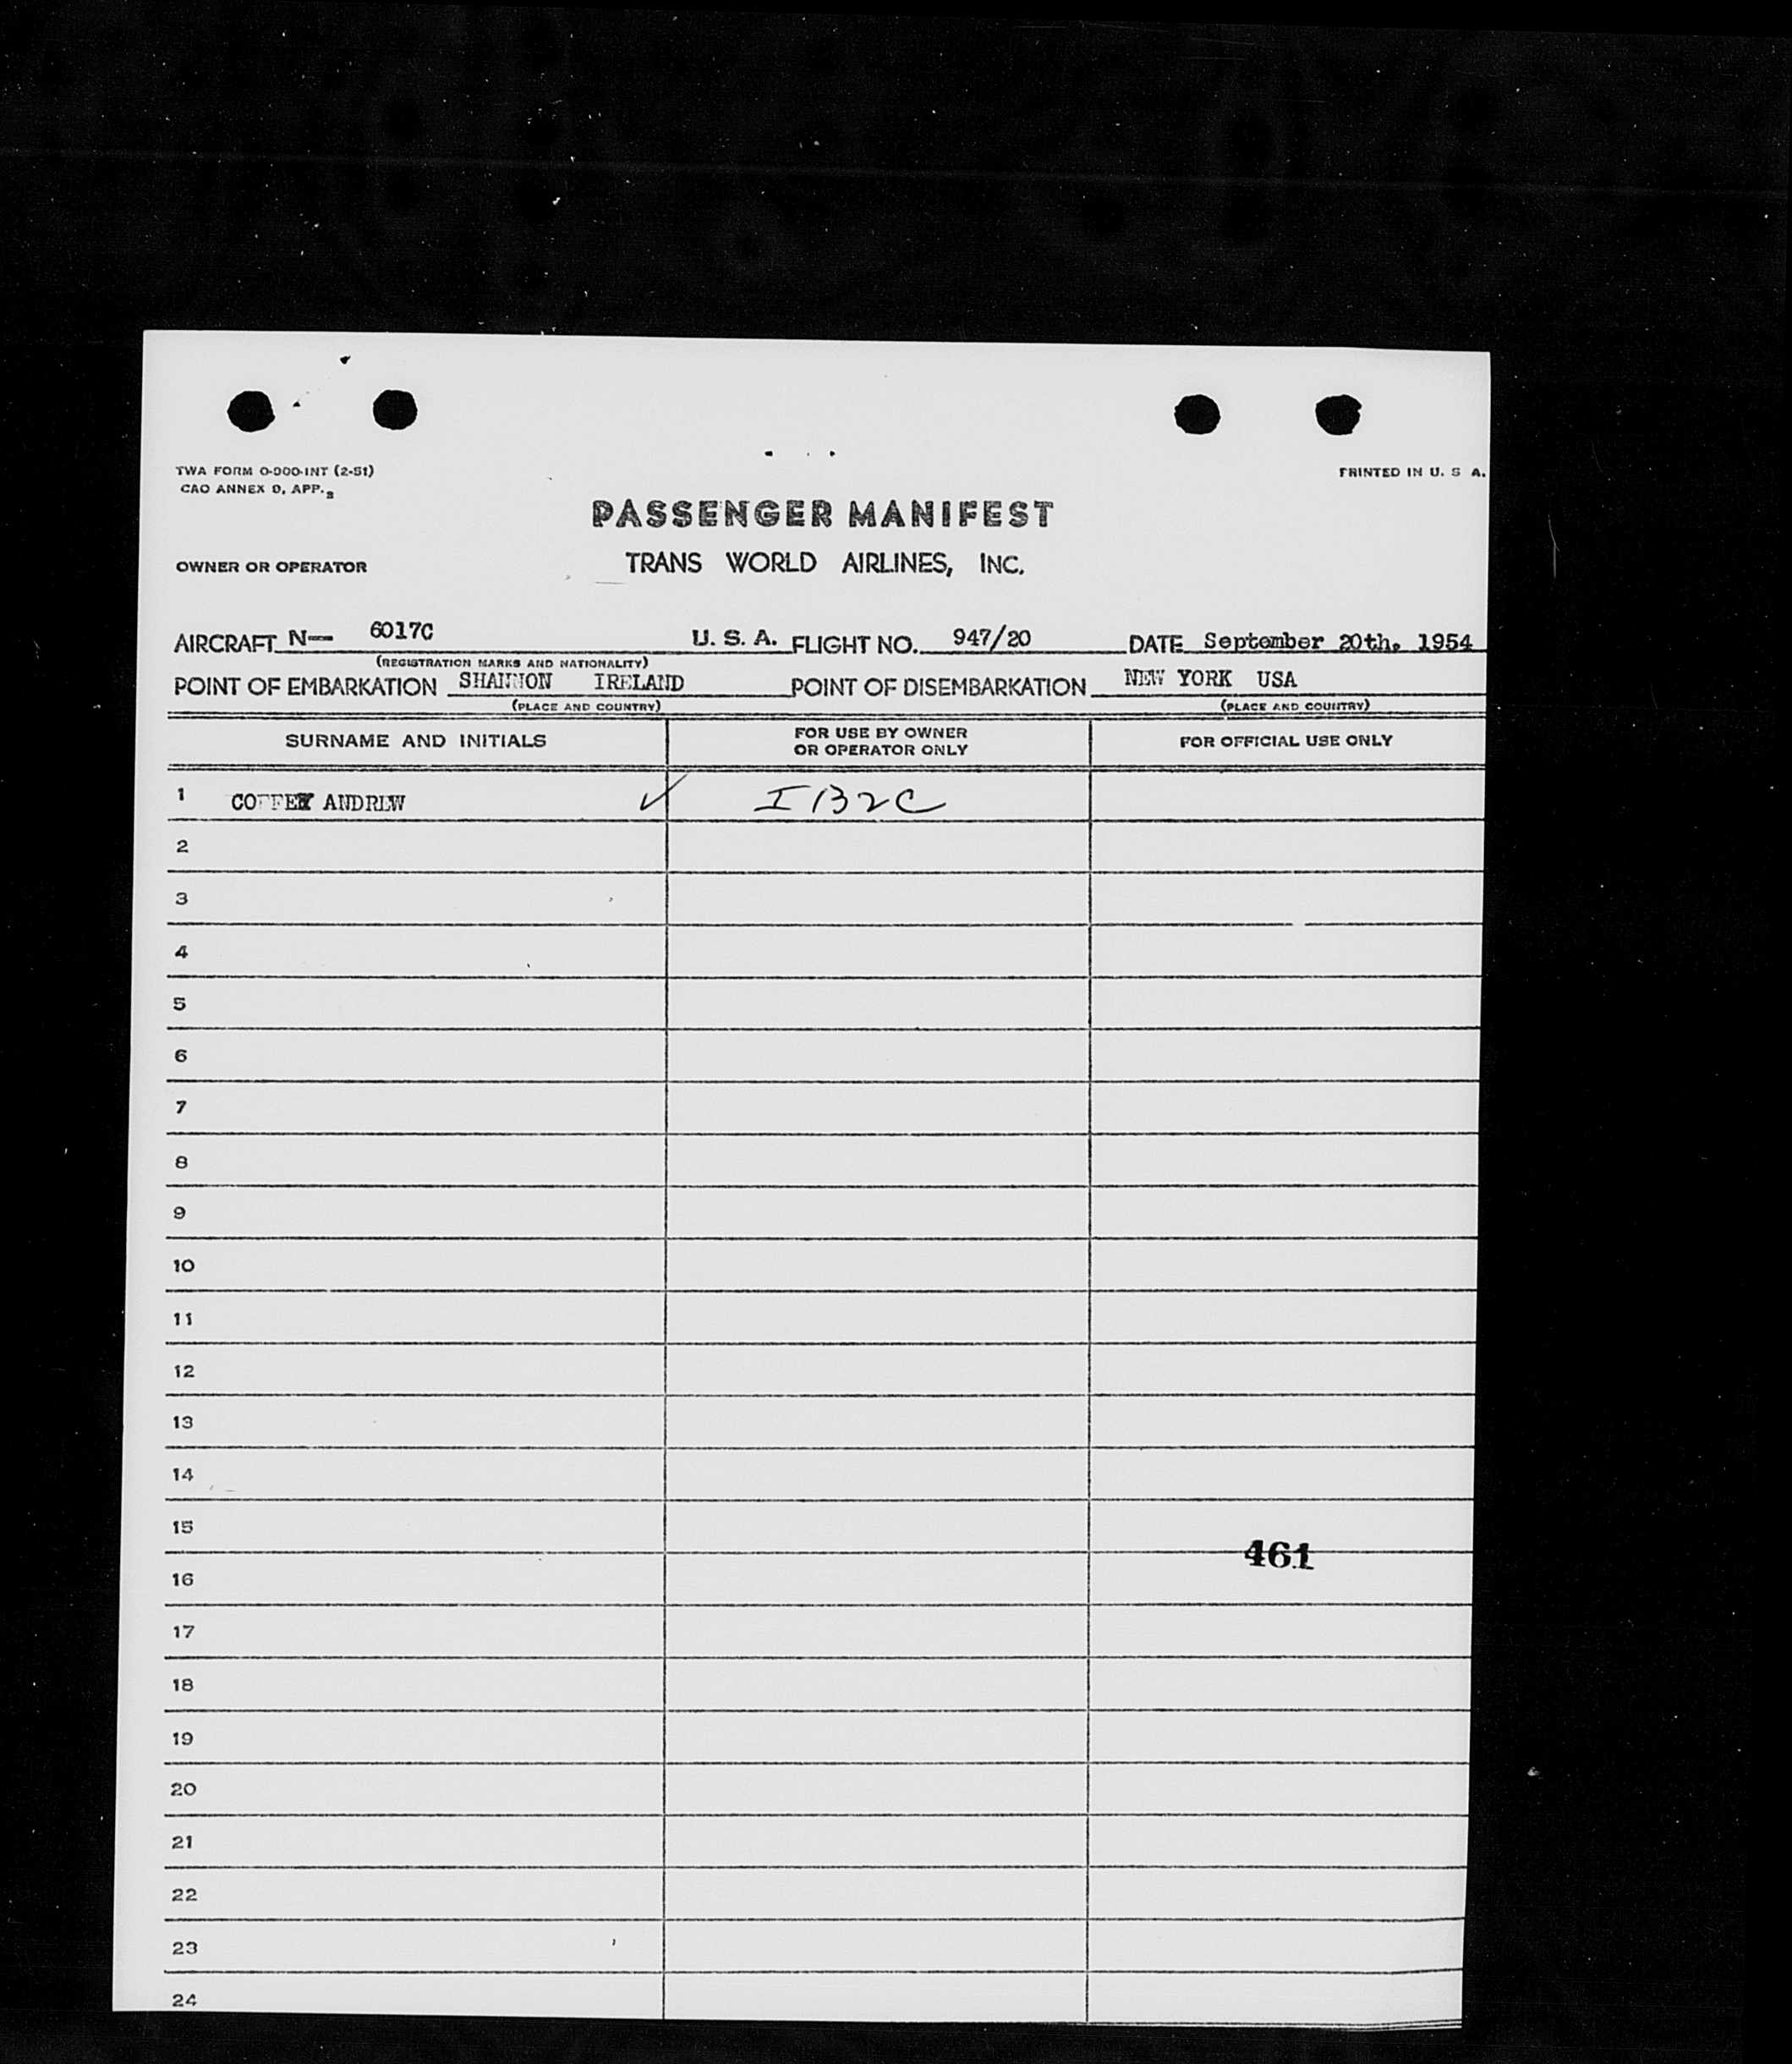 TWA FORM O-000-INT (2-51)
CAO ANNEX 9, APP. 2
PRINTED IN U. S A.
PASSENGER MANIFEST
OWNER OR OPERATOR
TRANS WORLD AIRLINES, INC.
AIRCRAFT N— 6017C U. S. A. FLIGHT NO. 947/20 DATE September 20th. 1954
(REGISTRATION MARKS AND NATIONALITY)
POINT OF EMBARKATION SHANNON IRELAND POINT OF DISEMBARKATION NEW YORK USA
(PLACE AND COUNTRY) (PLACE AND COUNTRY)
SURNAME AND INITIALS
FOR USE BY OWNER
OR OPERATOR ONLY
FOR OFFICIAL USE ONLY
1 COFFEY ANDREW ✓ IB2C
2
3
4
5
6
7
8
9
10
11
12
13
14
15
461
16
17
18
19
20
21
22
23
24